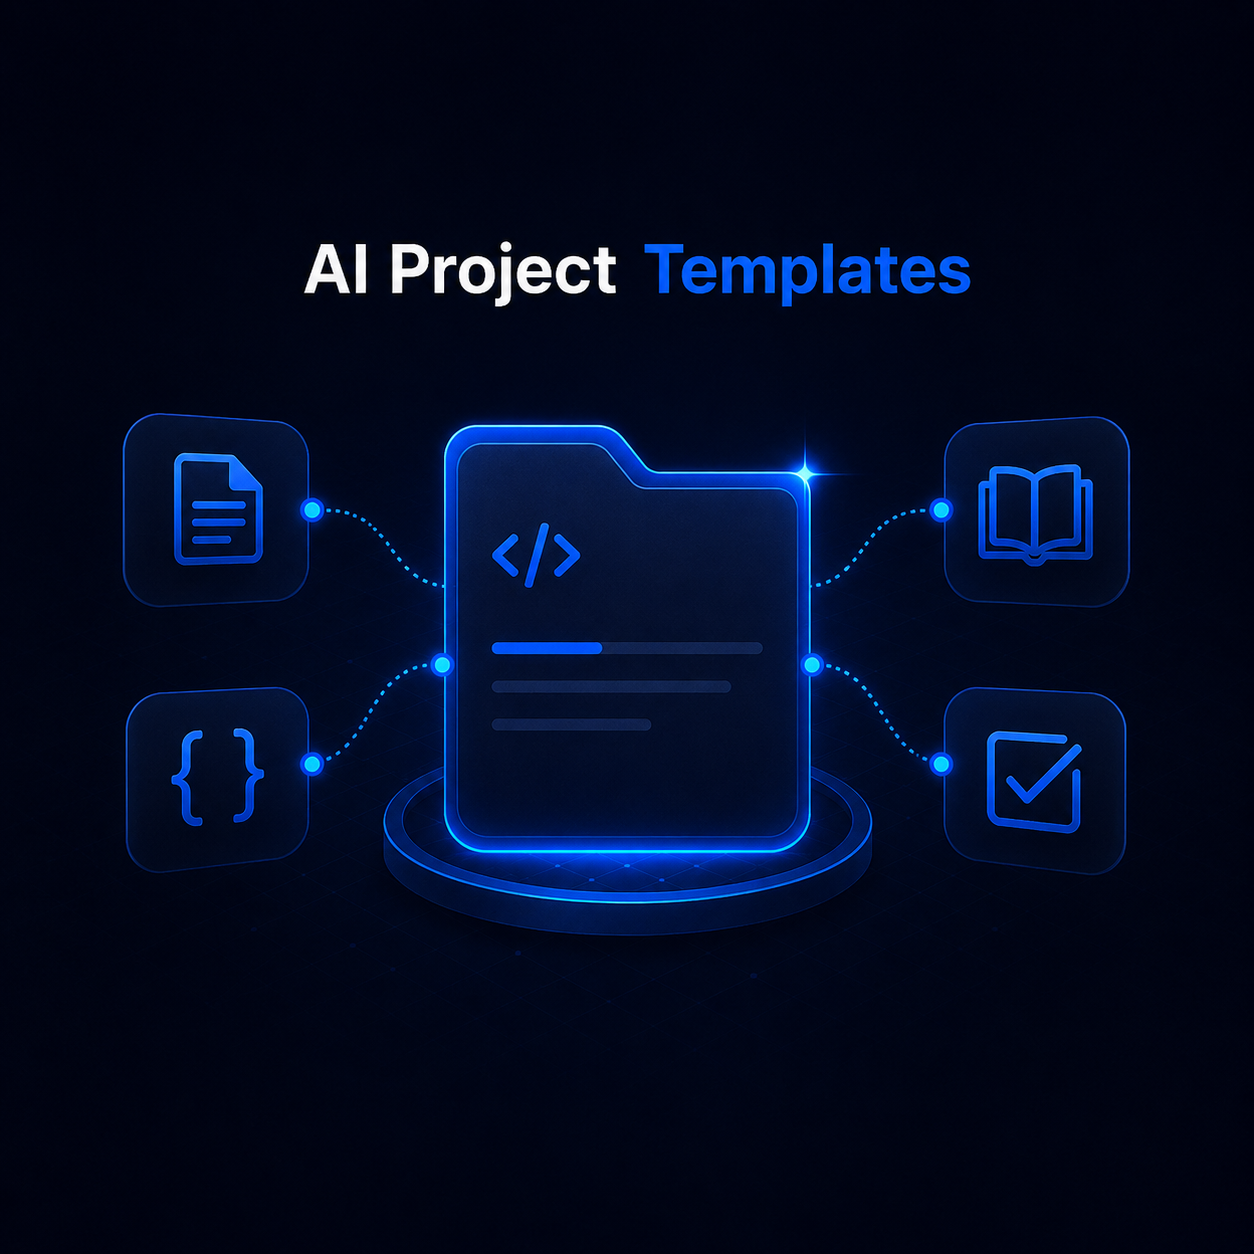 AI Project Templates
</>
{ }